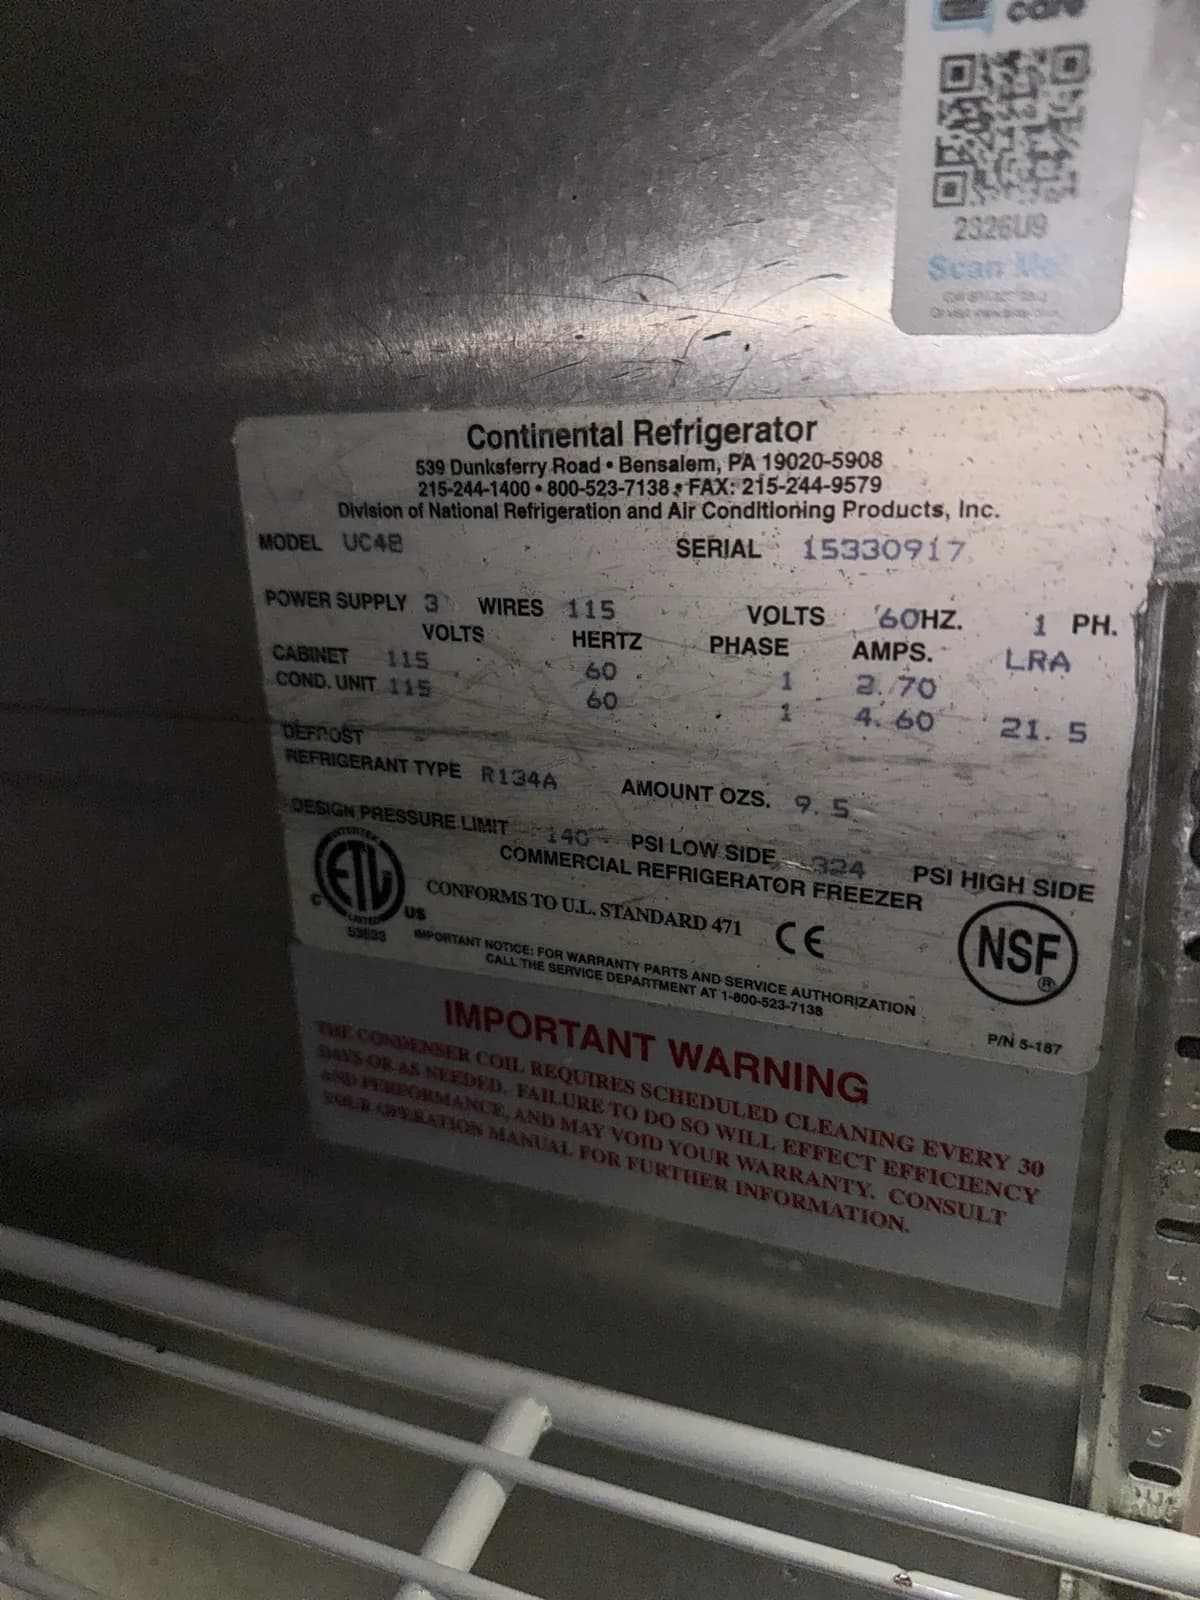 care
2326U9
Scan Me!
Continental Refrigerator
539 Dunksferry Road • Bensalem, PA 19020-5908
215-244-1400 • 800-523-7138 • FAX: 215-244-9579
Division of National Refrigeration and Air Conditioning Products, Inc.
MODEL UC48 SERIAL 15330917
POWER SUPPLY 3 WIRES 115 VOLTS 60HZ. 1 PH.
VOLTS HERTZ PHASE AMPS. LRA
CABINET 115 60 1 2.70
COND. UNIT 115 60 1 4.60 21.5
DEFROST
REFRIGERANT TYPE R134A AMOUNT OZS. 9.5
DESIGN PRESSURE LIMIT 140 PSI LOW SIDE 324 PSI HIGH SIDE
COMMERCIAL REFRIGERATOR FREEZER
INTERTEK
ETL
C US
LISTED
CONFORMS TO U.L. STANDARD 471 CE
NSF
®
IMPORTANT NOTICE: FOR WARRANTY PARTS AND SERVICE AUTHORIZATION
CALL THE SERVICE DEPARTMENT AT 1-800-523-7138
P/N 5-187
IMPORTANT WARNING
THE CONDENSER COIL REQUIRES SCHEDULED CLEANING EVERY 30
DAYS OR AS NEEDED. FAILURE TO DO SO WILL EFFECT EFFICIENCY
AND PERFORMANCE, AND MAY VOID YOUR WARRANTY. CONSULT
YOUR OPERATION MANUAL FOR FURTHER INFORMATION.